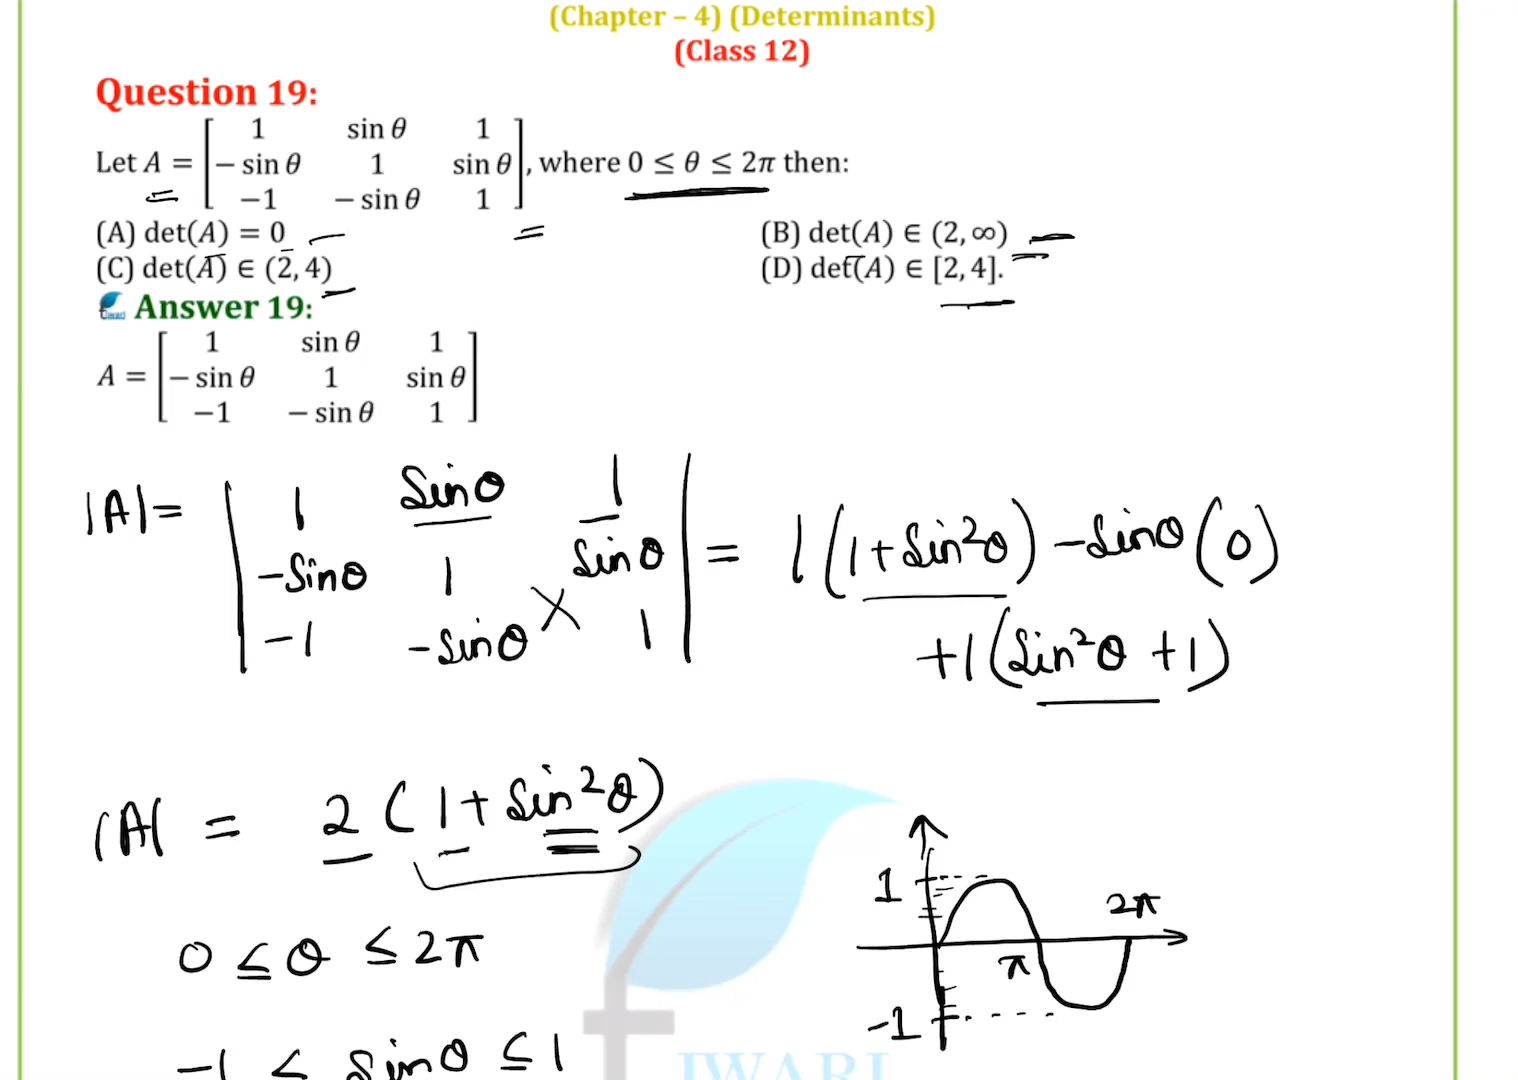 (Chapter – 4) (Determinants)
(Class 12)
Question 19:
Let A = [ 1 sin θ 1
− sin θ 1 sin θ
−1 − sin θ 1 ], where 0 ≤ θ ≤ 2π then:
(A) det(A) = 0 (B) det(A) ∈ (2, ∞)
(C) det(A) ∈ (2, 4) (D) det(A) ∈ [2, 4].
Answer 19:
A = [ 1 sin θ 1
− sin θ 1 sin θ
−1 − sin θ 1 ]
|A| = | 1 Sinθ 1
-Sinθ 1 Sinθ
-1 -Sinθ 1 | = 1 (1+Sin²θ) - Sinθ (0)
+1 (Sin²θ +1)
|A| = 2 (1+ Sin²θ)
1
2π
0 ≤ θ ≤ 2π
π
-1
-1 ≤ Sinθ ≤ 1
IWARI